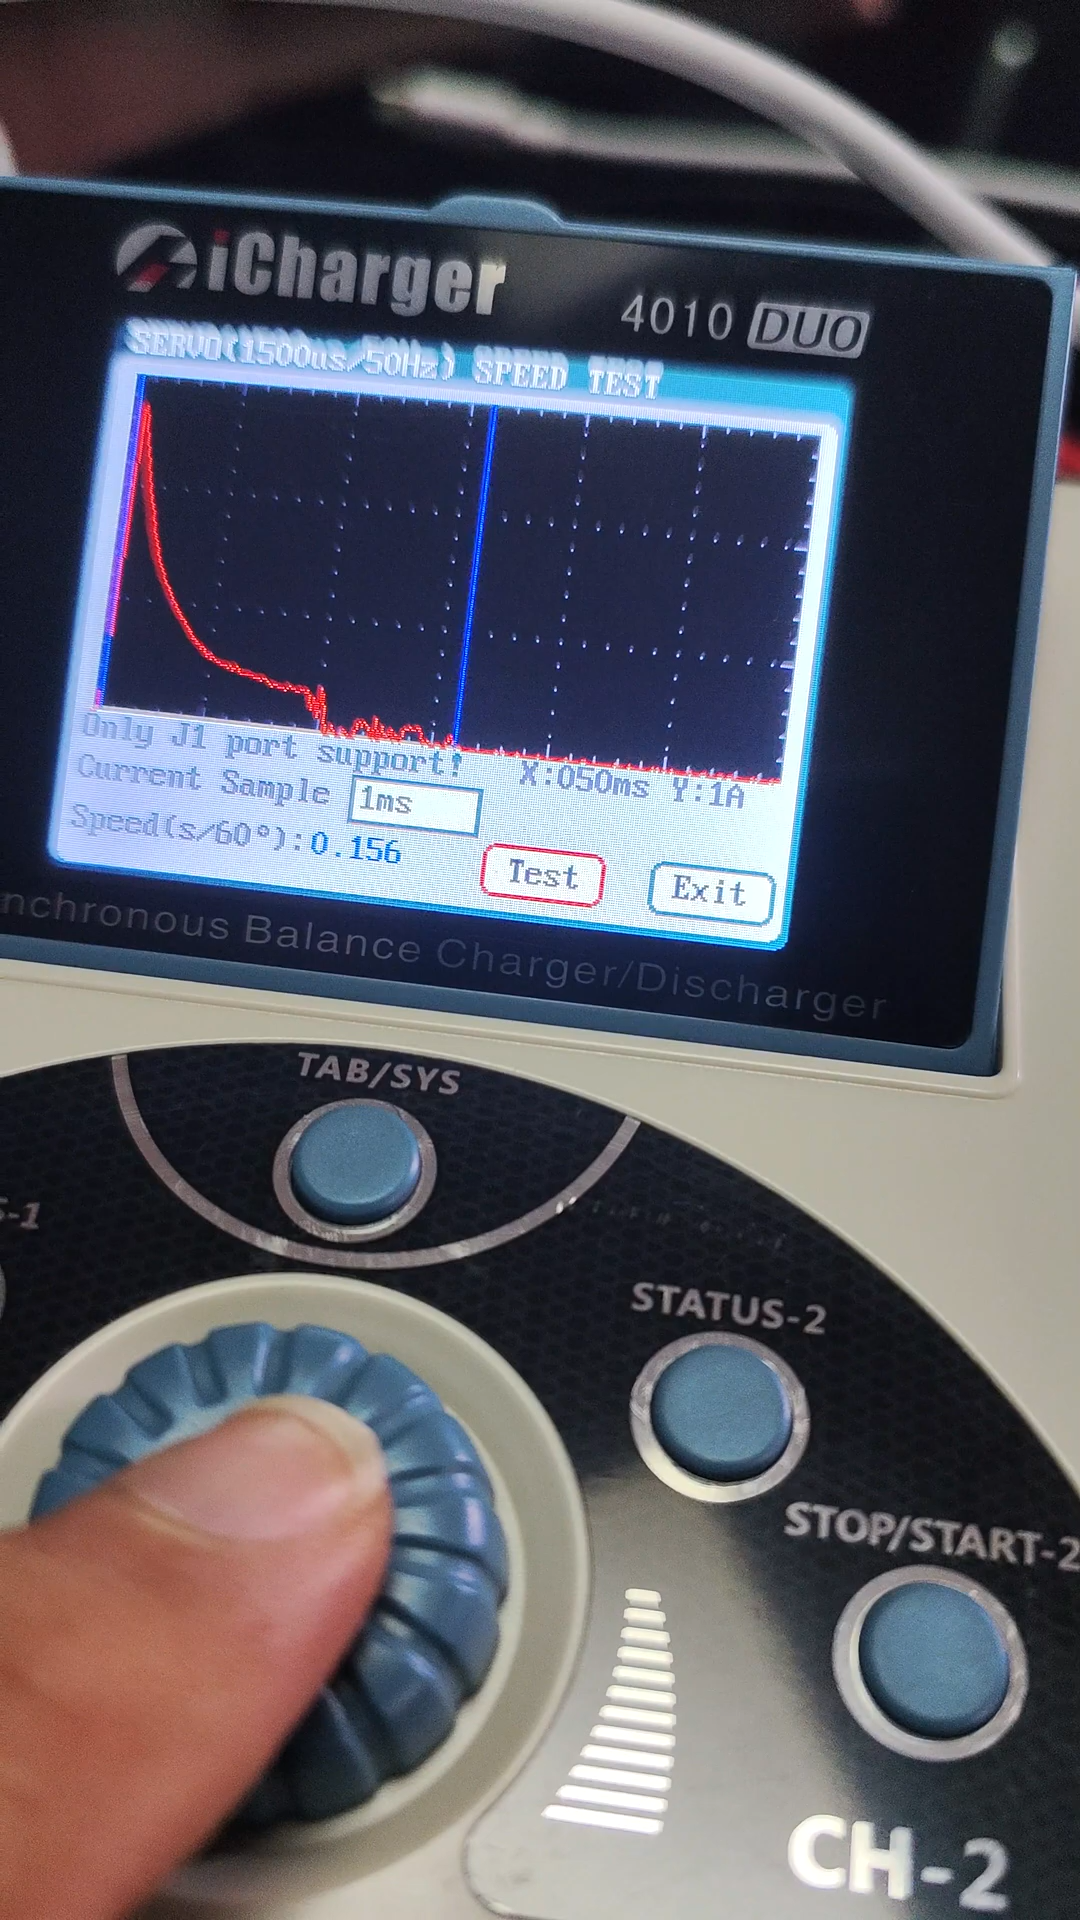 iCharger
4010 DUO
SERVO(1500us/50Hz) SPEED TEST
Only J1 port support!
X:050ms Y:1A
Current Sample 1ms
Speed(s/60°):0.156
Test
Exit
Balance Charger/Discharger
TAB/SYS
STATUS-2
STOP/START-2
CH-2